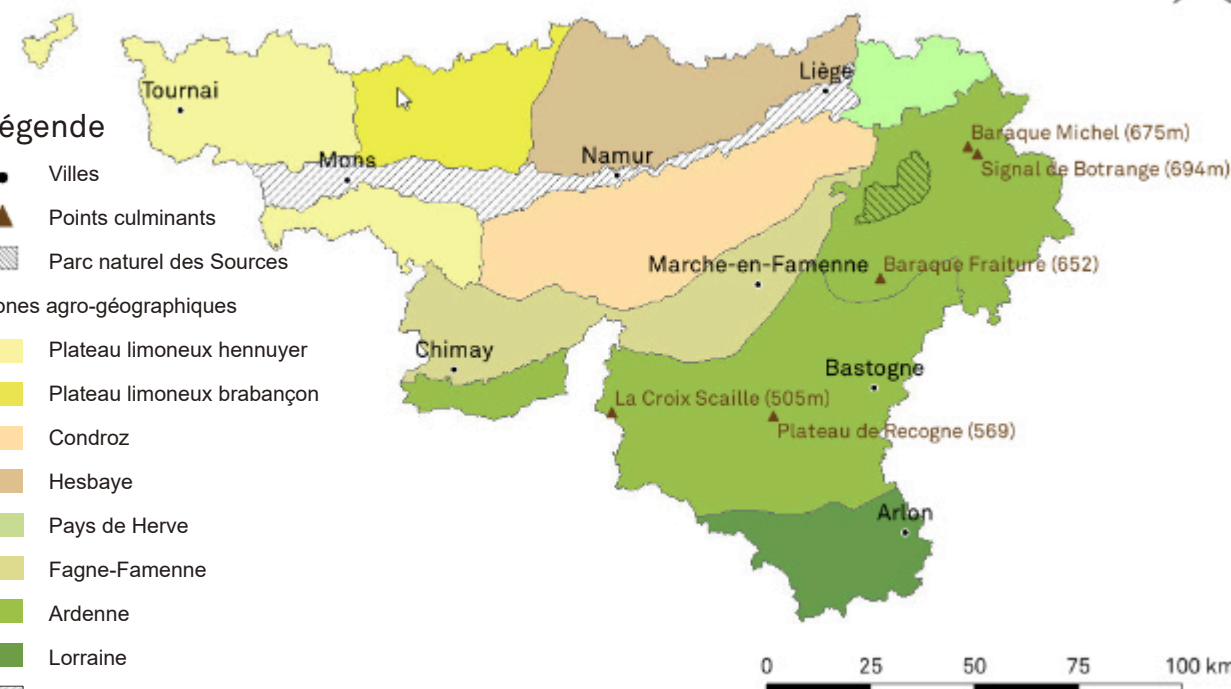 Tournai
Liège
égende
Baraque Michel (675m)
Mons
Namur
Signal de Botrange (694m)
Villes
Points culminants
Parc naturel des Sources
Marche-en-Famenne
Baraque Fraiture (652)
ones agro-géographiques
Plateau limoneux hennuyer
Chimay
Bastogne
Plateau limoneux brabançon
La Croix Scaille (505m)
Plateau de Recogne (569)
Condroz
Hesbaye
Arlon
Pays de Herve
Fagne-Famenne
Ardenne
Lorraine
0 25 50 75 100 km